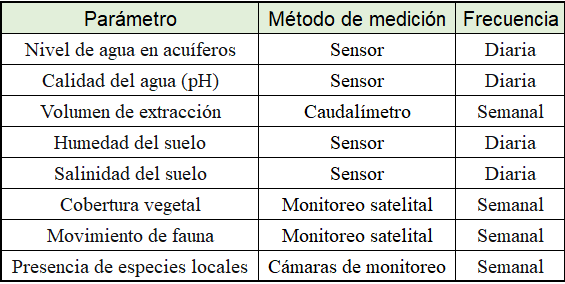 Parámetro Método de medición Frecuencia
Nivel de agua en acuíferos Sensor Diaria
Calidad del agua (pH) Sensor Diaria
Volumen de extracción Caudalímetro Semanal
Humedad del suelo Sensor Diaria
Salinidad del suelo Sensor Diaria
Cobertura vegetal Monitoreo satelital Semanal
Movimiento de fauna Monitoreo satelital Semanal
Presencia de especies locales Cámaras de monitoreo Semanal